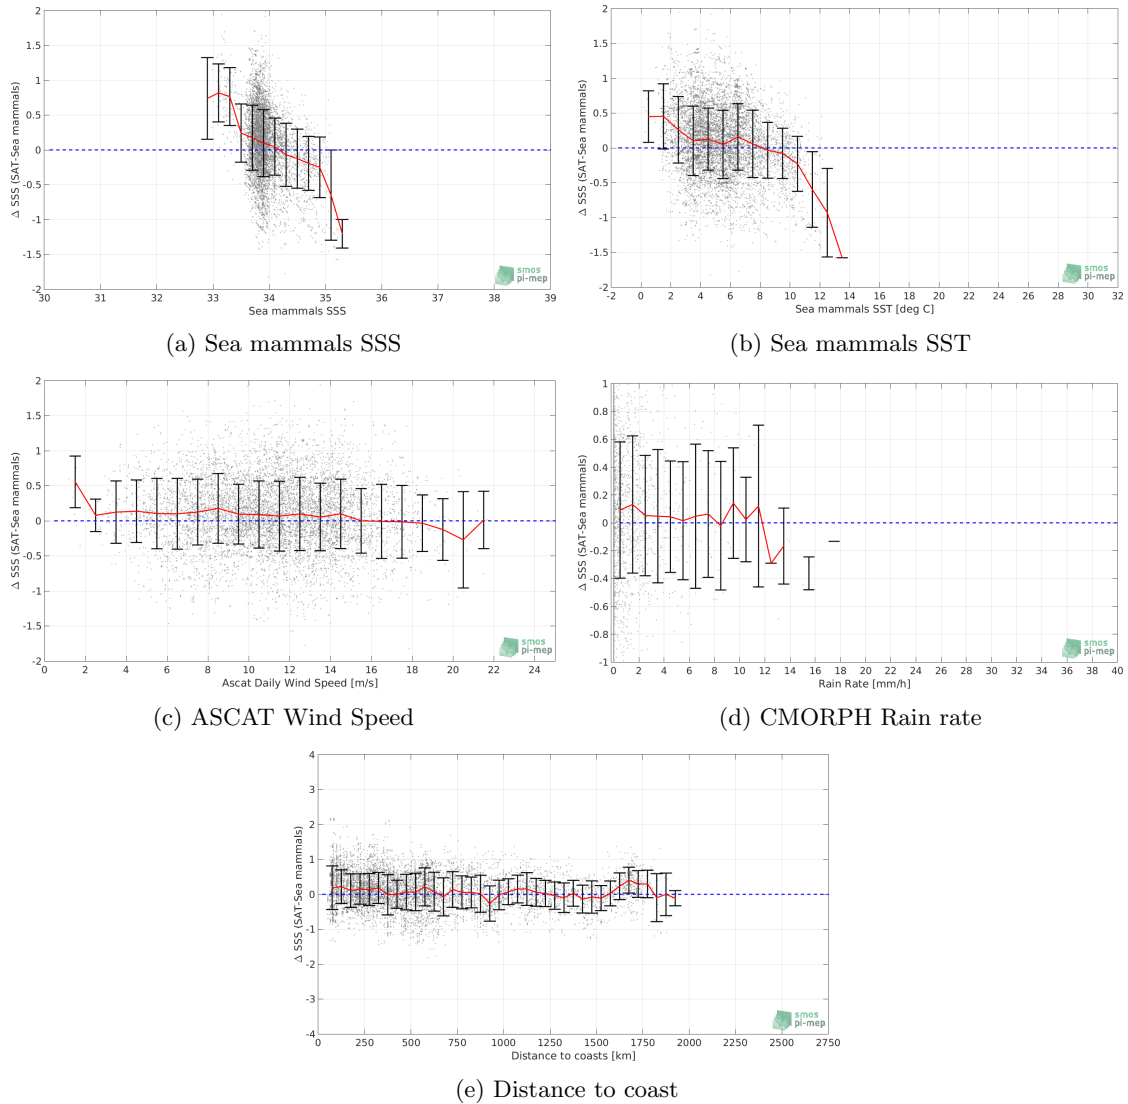 2
1.5
1
0.5
0
-0.5
-1
-1.5
-2
Δ SSS (SAT-Sea mammals)
30 31 32 33 34 35 36 37 38 39
Sea mammals SSS
smos
pi-mep
(a) Sea mammals SSS
2
1.5
1
0.5
0
-0.5
-1
-1.5
-2
Δ SSS (SAT-Sea mammals)
-2 0 2 4 6 8 10 12 14 16 18 20 22 24 26 28 30 32
Sea mammals SST [deg C]
smos
pi-mep
(b) Sea mammals SST
2
1.5
1
0.5
0
-0.5
-1
-1.5
-2
Δ SSS (SAT-Sea mammals)
0 2 4 6 8 10 12 14 16 18 20 22 24
Ascat Daily Wind Speed [m/s]
smos
pi-mep
(c) ASCAT Wind Speed
1
0.8
0.6
0.4
0.2
0
-0.2
-0.4
-0.6
-0.8
-1
Δ SSS (SAT-Sea mammals)
0 2 4 6 8 10 12 14 16 18 20 22 24 26 28 30 32 34 36 38 40
Rain Rate [mm/h]
smos
pi-mep
(d) CMORPH Rain rate
4
3
2
1
0
-1
-2
-3
-4
Δ SSS (SAT-Sea mammals)
0 250 500 750 1000 1250 1500 1750 2000 2250 2500 2750
Distance to coasts [km]
smos
pi-mep
(e) Distance to coast